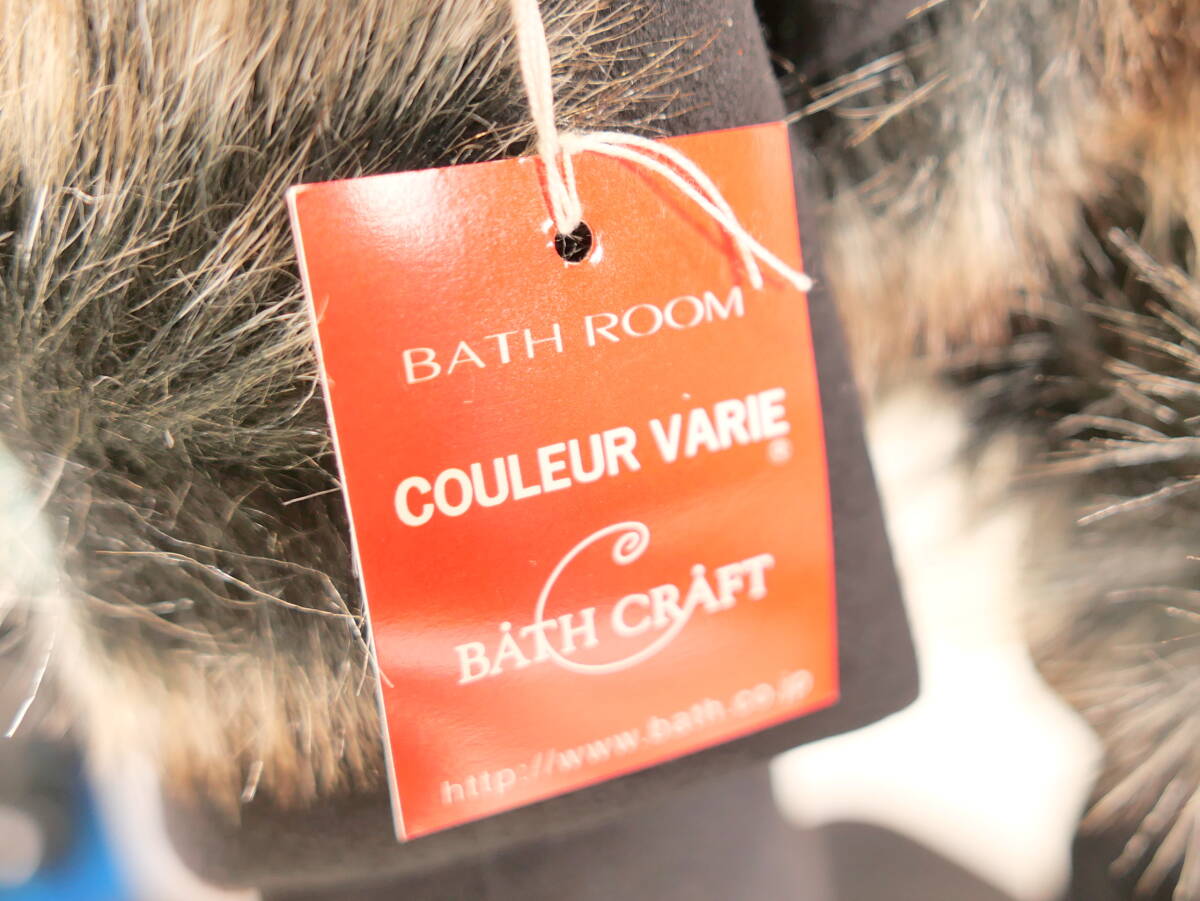 BATH ROOM
COULEUR VARIE
®
BÅTH CRÅFT
http://www.bath.co.jp